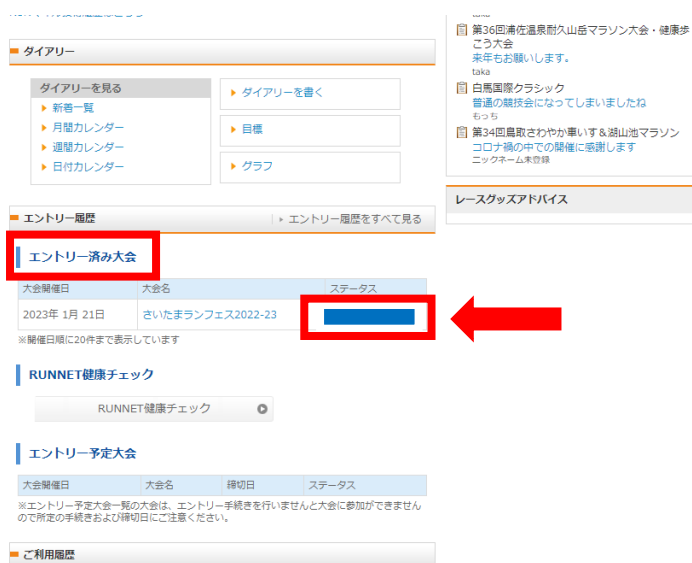 ダイアリー
ダイアリーを見る
新着一覧
月間カレンダー
週間カレンダー
日付カレンダー
ダイアリーを書く
目標
グラフ
エントリー履歴
エントリー履歴をすべて見る
エントリー済み大会
大会開催日 大会名 ステータス
2023年 1月 21日 さいたまランフェス2022-23
※開催日順に20件まで表示しています
RUNNET健康チェック
RUNNET健康チェック
エントリー予定大会
大会開催日 大会名 締切日 ステータス
※エントリー予定大会一覧の大会は、エントリー手続きを行いませんと大会に参加ができません
ので所定の手続きおよび締切日にご注意ください。
ご利用履歴
taka
第36回浦佐温泉耐久山岳マラソン大会・健康歩
こう大会
来年もお願いします。
taka
白馬国際クラシック
普通の競技会になってしまいましたね
もっち
第34回鳥取さわやか車いす＆湖山池マラソン
コロナ禍の中での開催に感謝します
ニックネーム未登録
レースグッズアドバイス